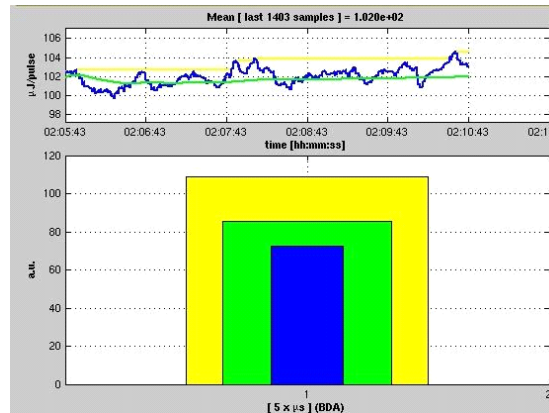 Mean [ last 1403 samples ] = 1.020e+02
106
104
102
100
98
μJ/pulse
02:05:43 02:06:43 02:07:43 02:08:43 02:09:43 02:10:43 02:1
time [hh:mm:ss]
120
100
80
60
40
20
0
a.u.
1 2
[ 5 x μs ] (BDA)